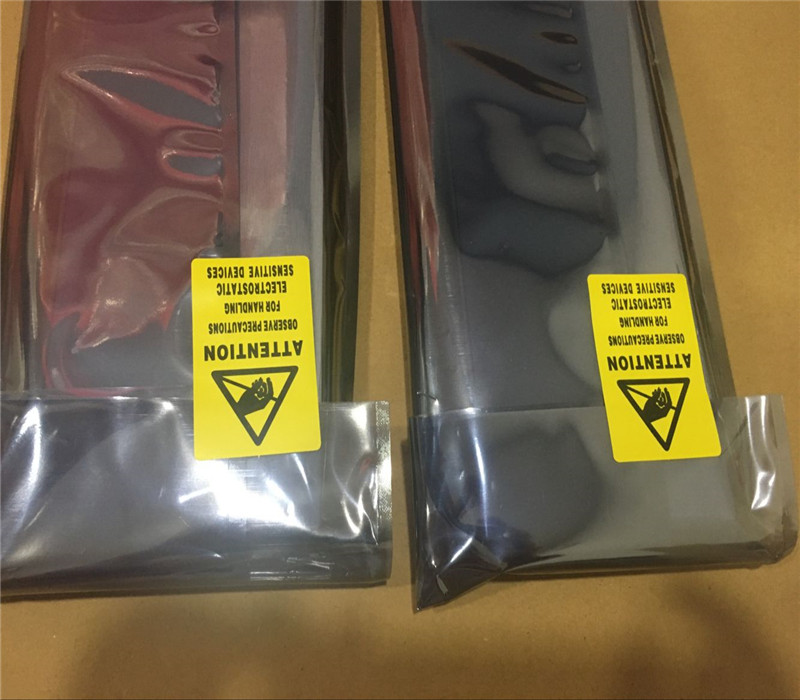 ATTENTION
OBSERVE PRECAUTIONS
FOR HANDLING
ELECTROSTATIC
SENSITIVE DEVICES
ATTENTION
OBSERVE PRECAUTIONS
FOR HANDLING
ELECTROSTATIC
SENSITIVE DEVICES